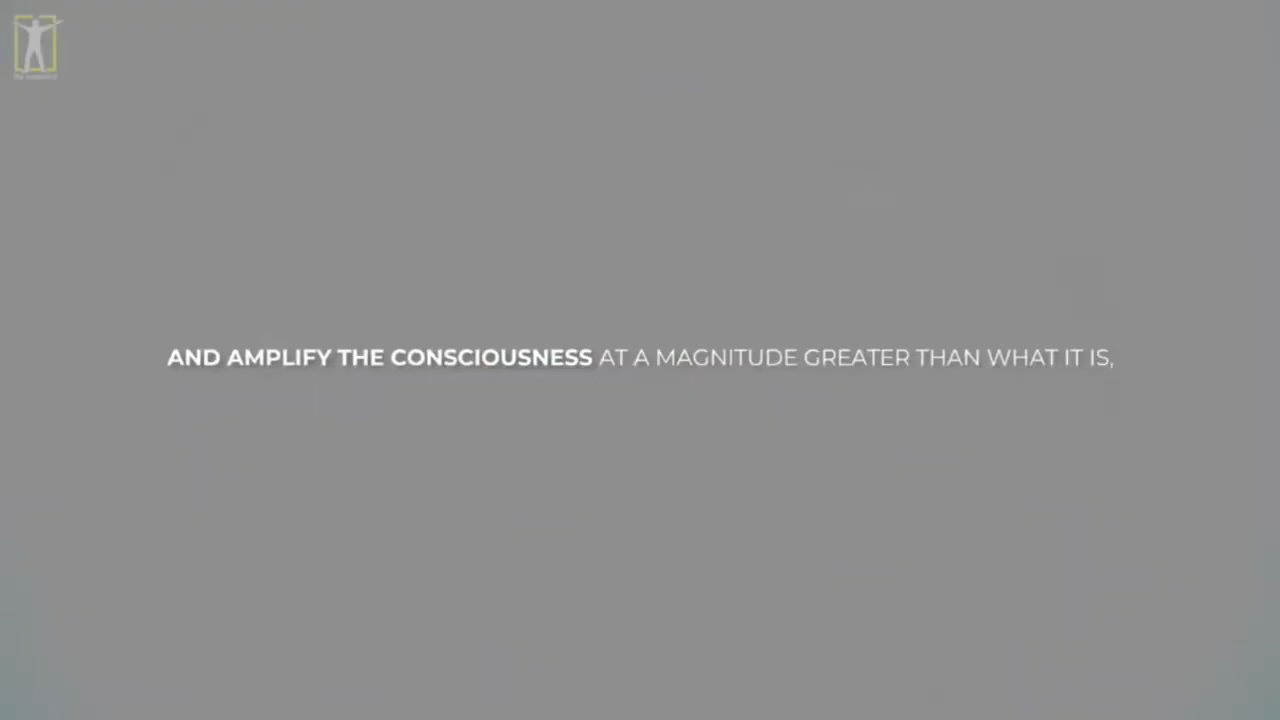 AND AMPLIFY THE CONSCIOUSNESS AT A MAGNITUDE GREATER THAN WHAT IT IS,